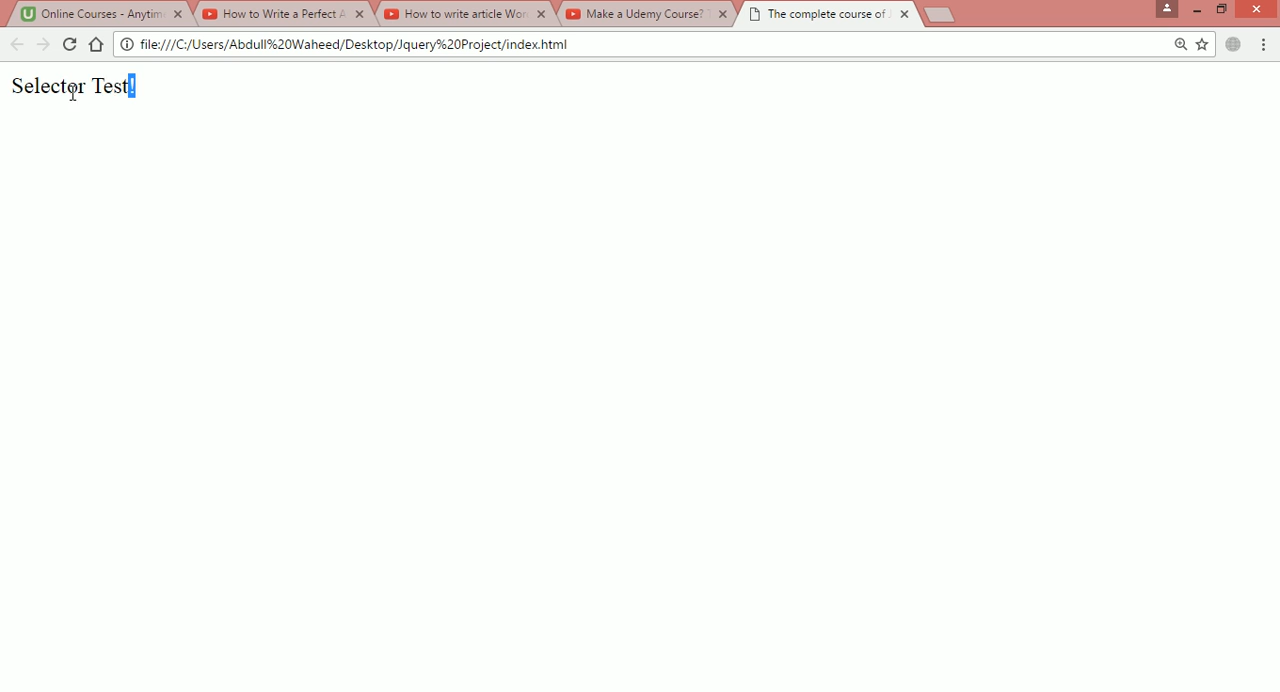 Online Courses - Anytim
How to Write a Perfect A
How to write article Wor
Make a Udemy Course?
The complete course of
file:///C:/Users/Abdull%20Waheed/Desktop/Jquery%20Project/index.html
Selector Test!